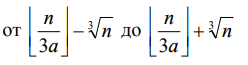 от ⌊n/3a⌋ − ∛n до ⌊n/3a⌋ + ∛n